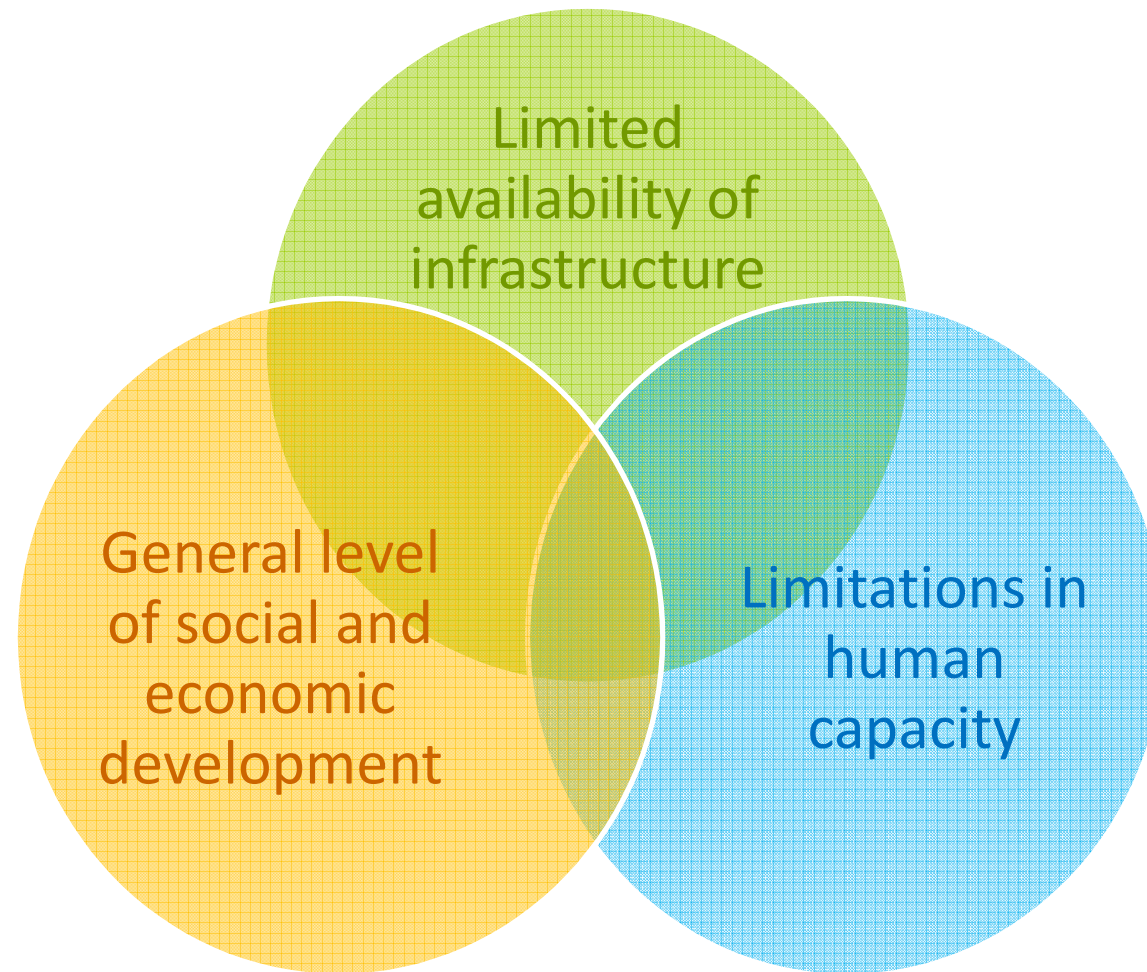 Limited
availability of
infrastructure
General level
of social and
economic
development
Limitations in
human
capacity